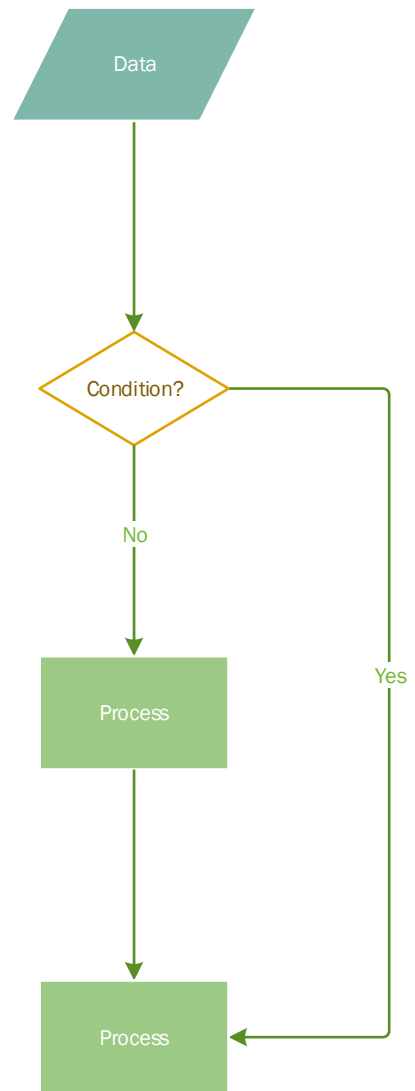 Data
Condition?
No
Process
Yes
Process